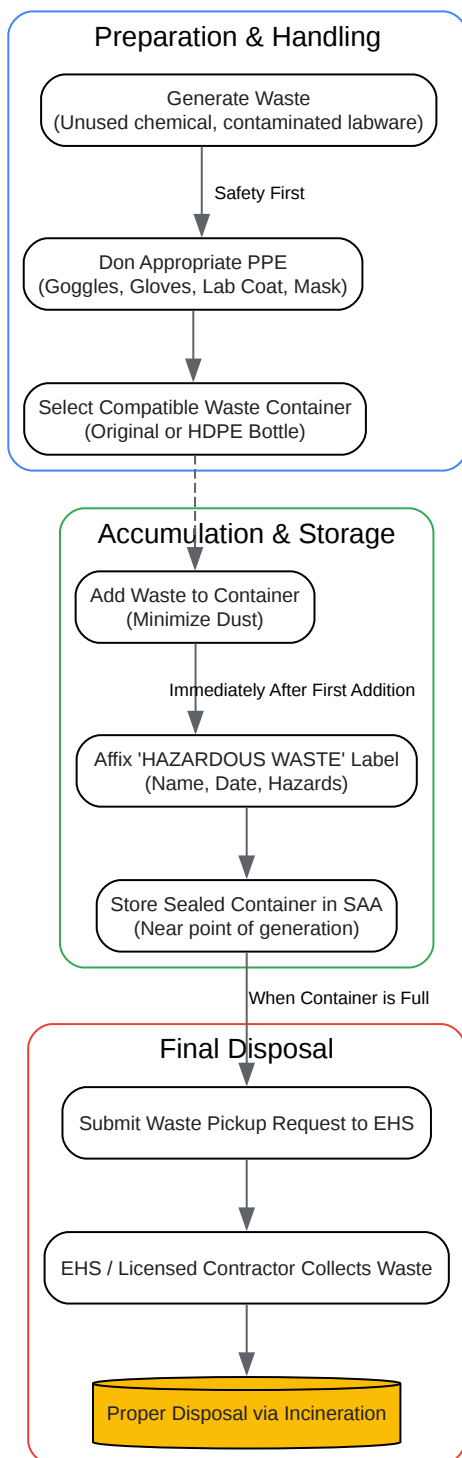 Preparation & Handling
Generate Waste
(Unused chemical, contaminated labware)
Safety First
Don Appropriate PPE
(Goggles, Gloves, Lab Coat, Mask)
Select Compatible Waste Container
(Original or HDPE Bottle)
Accumulation & Storage
Add Waste to Container
(Minimize Dust)
Immediately After First Addition
Affix 'HAZARDOUS WASTE' Label
(Name, Date, Hazards)
Store Sealed Container in SAA
(Near point of generation)
When Container is Full
Final Disposal
Submit Waste Pickup Request to EHS
EHS / Licensed Contractor Collects Waste
Proper Disposal via Incineration